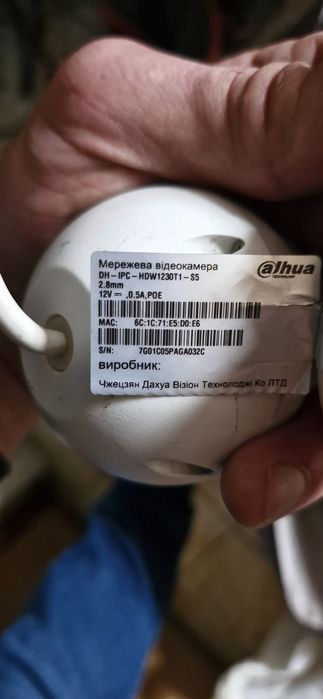 Мережева відеокамера
DH-IPC-HDW1230T1-S5
2.8mm
12V ⎓ ,0.5A,POE
alhua
TECHNOLOGY
MAC: 6C:1C:71:E5:D0:E6
S/N: 7G01C05PAGA032C
виробник:
Чжецзян Дахуа Візіон Технолоджі Ко ЛТД